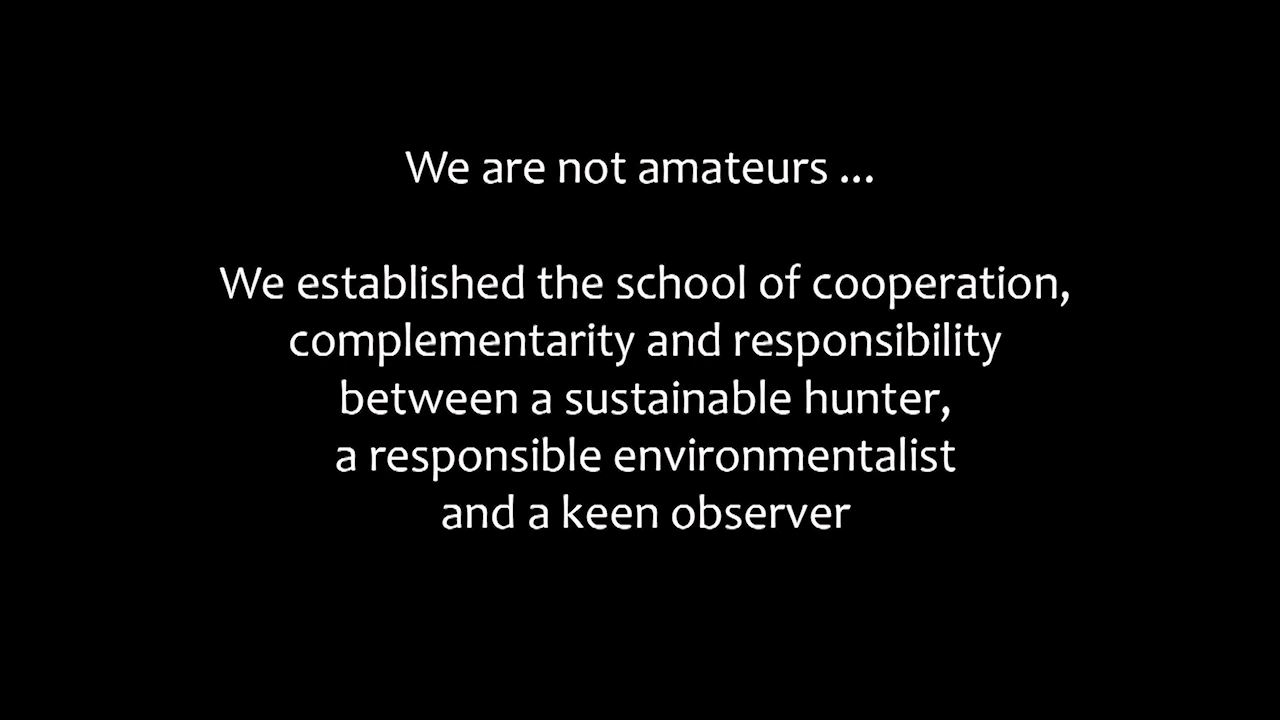 We are not amateurs ...
We established the school of cooperation,
complementarity and responsibility
between a sustainable hunter,
a responsible environmentalist
and a keen observer